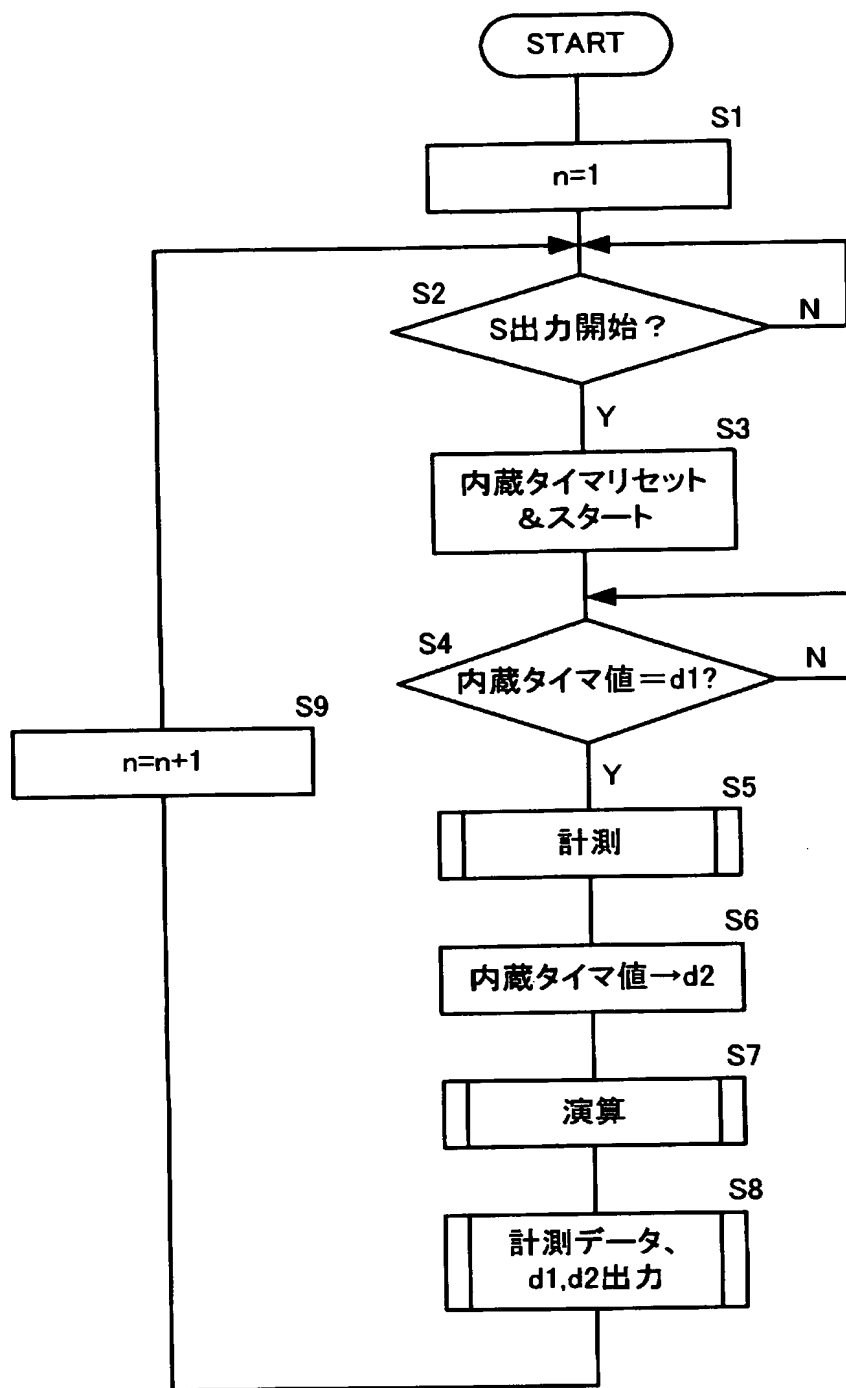 START
S1
n=1
S2
S出力開始？
N
Y
S3
内蔵タイマリセット
＆スタート
S4
内蔵タイマ値＝d1?
N
Y
S9
n=n+1
S5
計測
S6
内蔵タイマ値→d2
S7
演算
S8
計測データ、
d1,d2出力